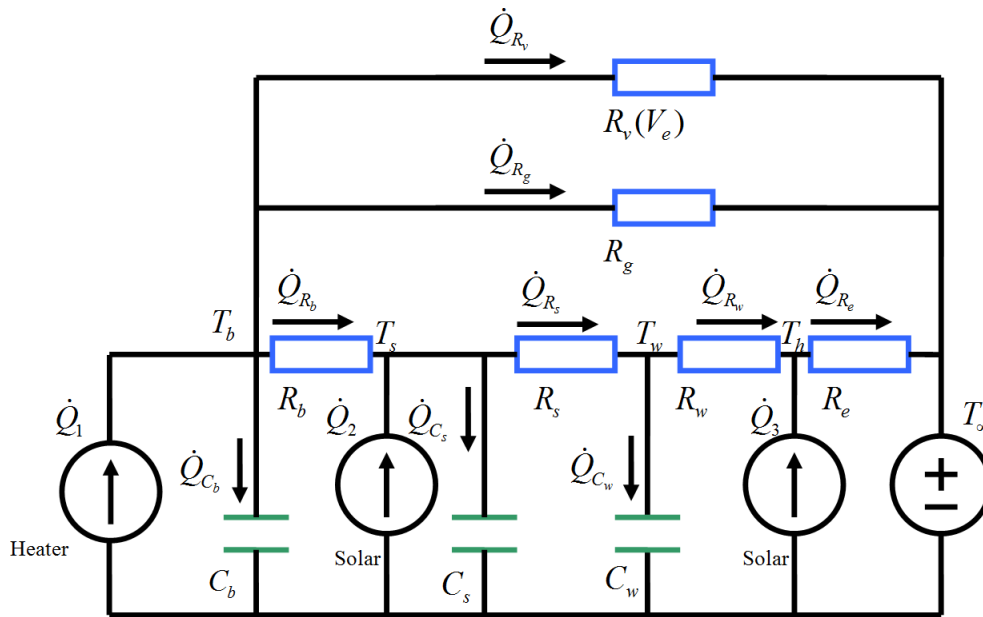 Q̇_{R_v}
R_v(V_e)
Q̇_{R_g}
R_g
Q̇_{R_b}
Q̇_{R_s}
Q̇_{R_w}
Q̇_{R_e}
T_b
T_s
T_w
T_h
R_b
R_s
R_w
R_e
Q̇_1
Q̇_{C_b}
Q̇_2
Q̇_{C_s}
Q̇_{C_w}
Q̇_3
T_∞
+
−
Heater
Solar
Solar
C_b
C_s
C_w